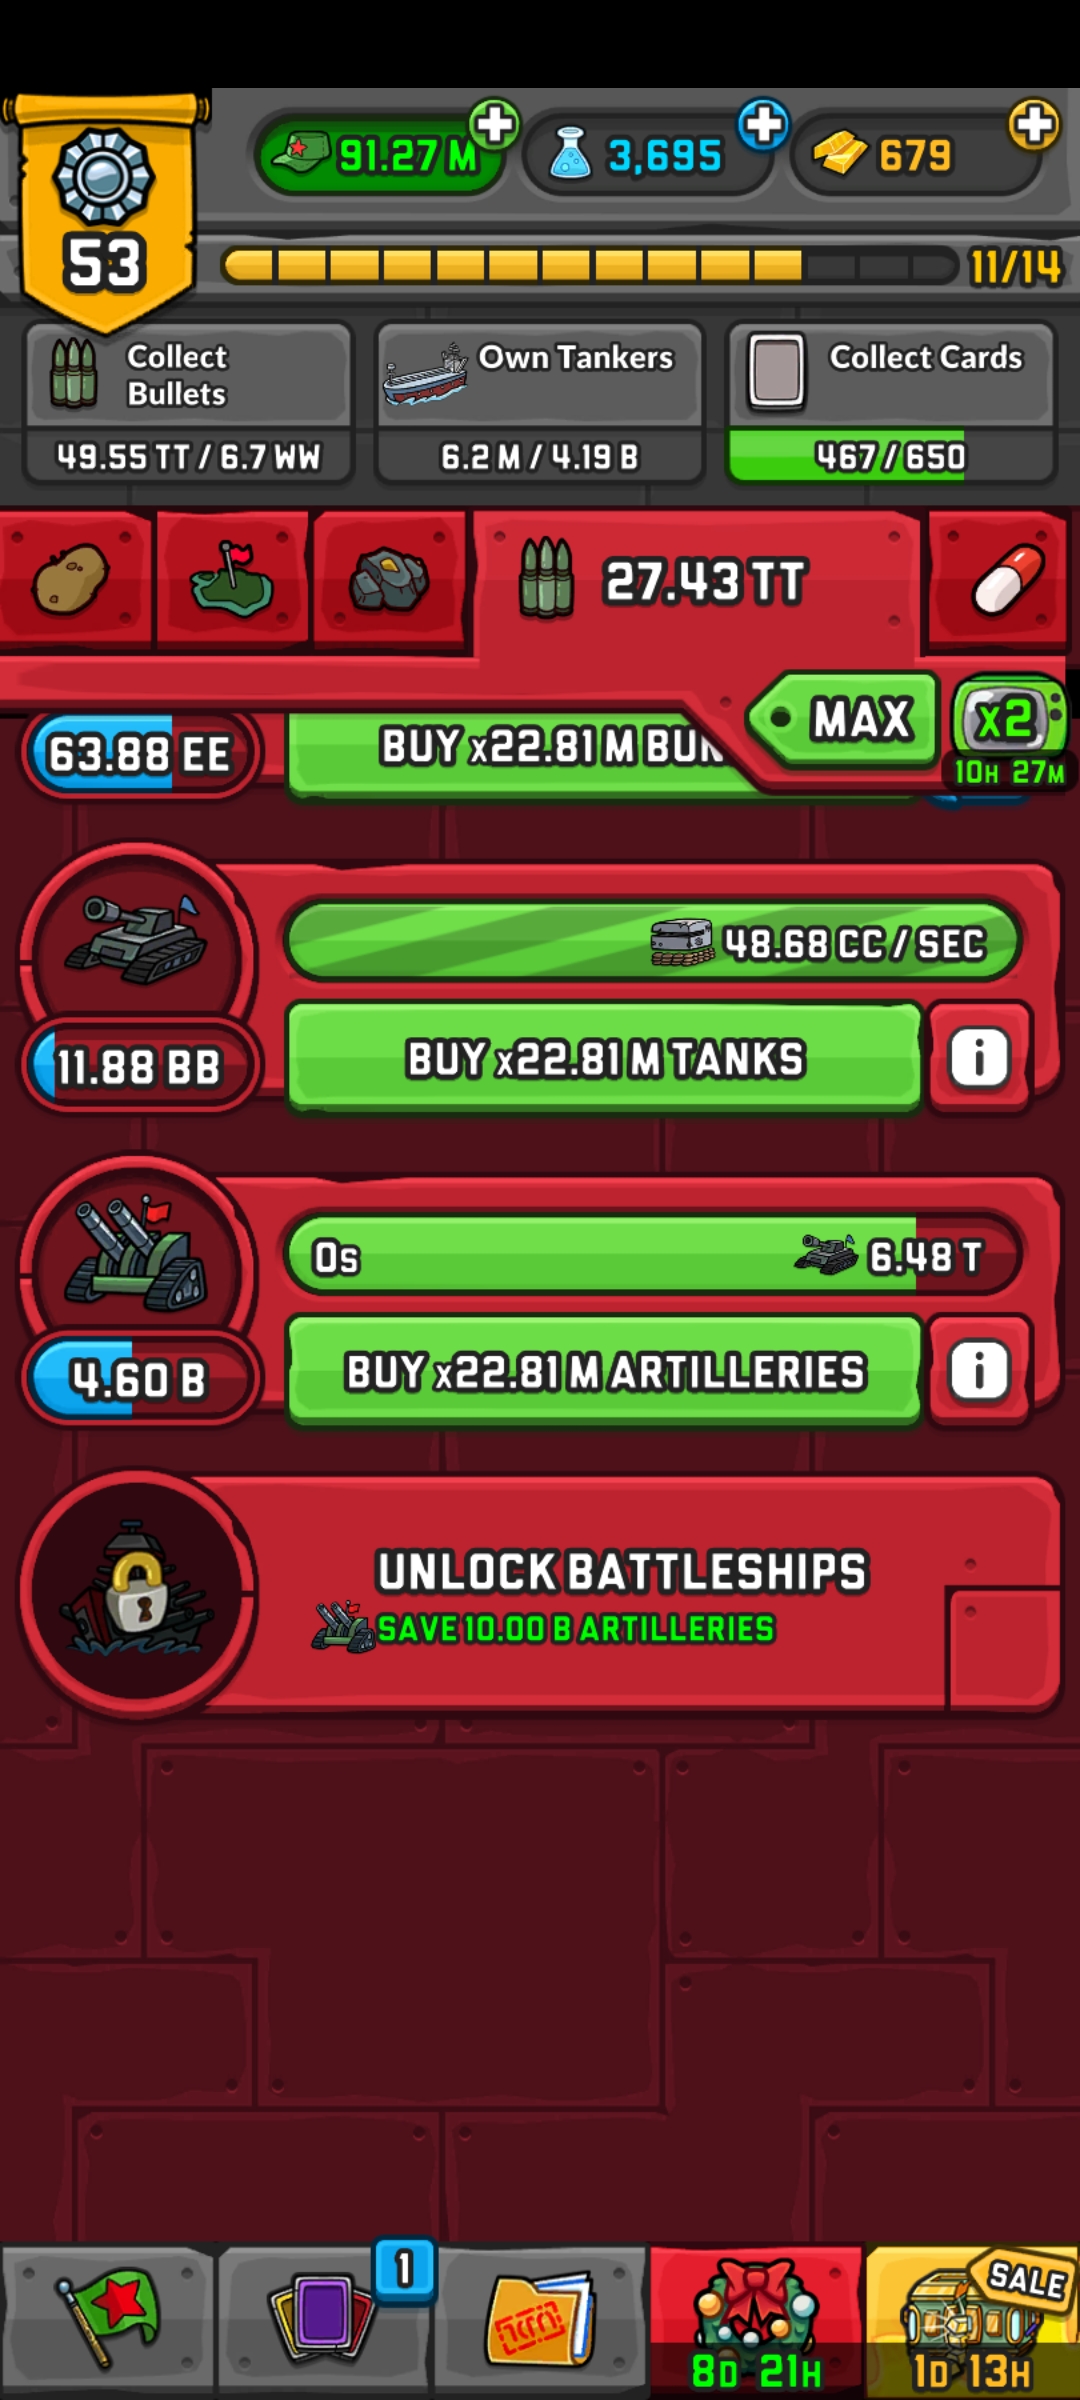 91.27 M
3,695
679
53
11/14
Collect
Bullets
49.55 TT / 6.7 WW
Own Tankers
6.2 M / 4.19 B
Collect Cards
467 / 650
27.43 TT
MAX
x2
10H 27M
63.88 EE
BUY x22.81 M
48.68 CC / SEC
11.88 BB
BUY x22.81 M TANKS
i
0s
6.48 T
4.60 B
BUY x22.81 M ARTILLERIES
i
UNLOCK BATTLESHIPS
SAVE 10.00 B ARTILLERIES
1
8D 21H
SALE
1D 13H